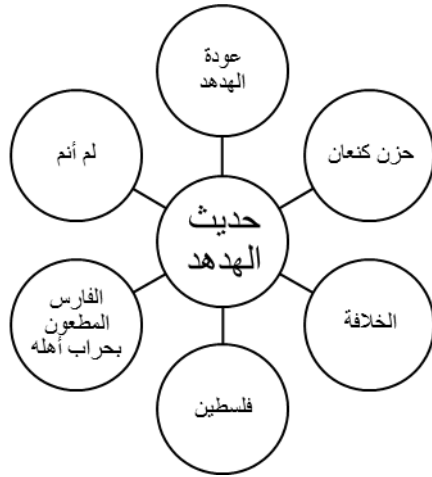 عودة
الهدهد
لم أنم
حزن كنعان
حديث
الهدهد
الفارس
المطعون
بحراب أهله
الخلافة
فلسطين